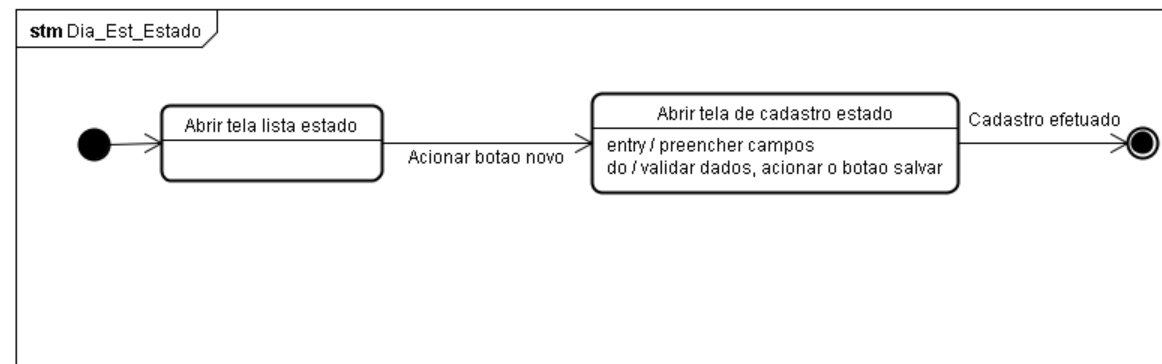 stm Dia_Est_Estado
Abrir tela lista estado
Acionar botao novo
Abrir tela de cadastro estado
entry / preencher campos
do / validar dados, acionar o botao salvar
Cadastro efetuado